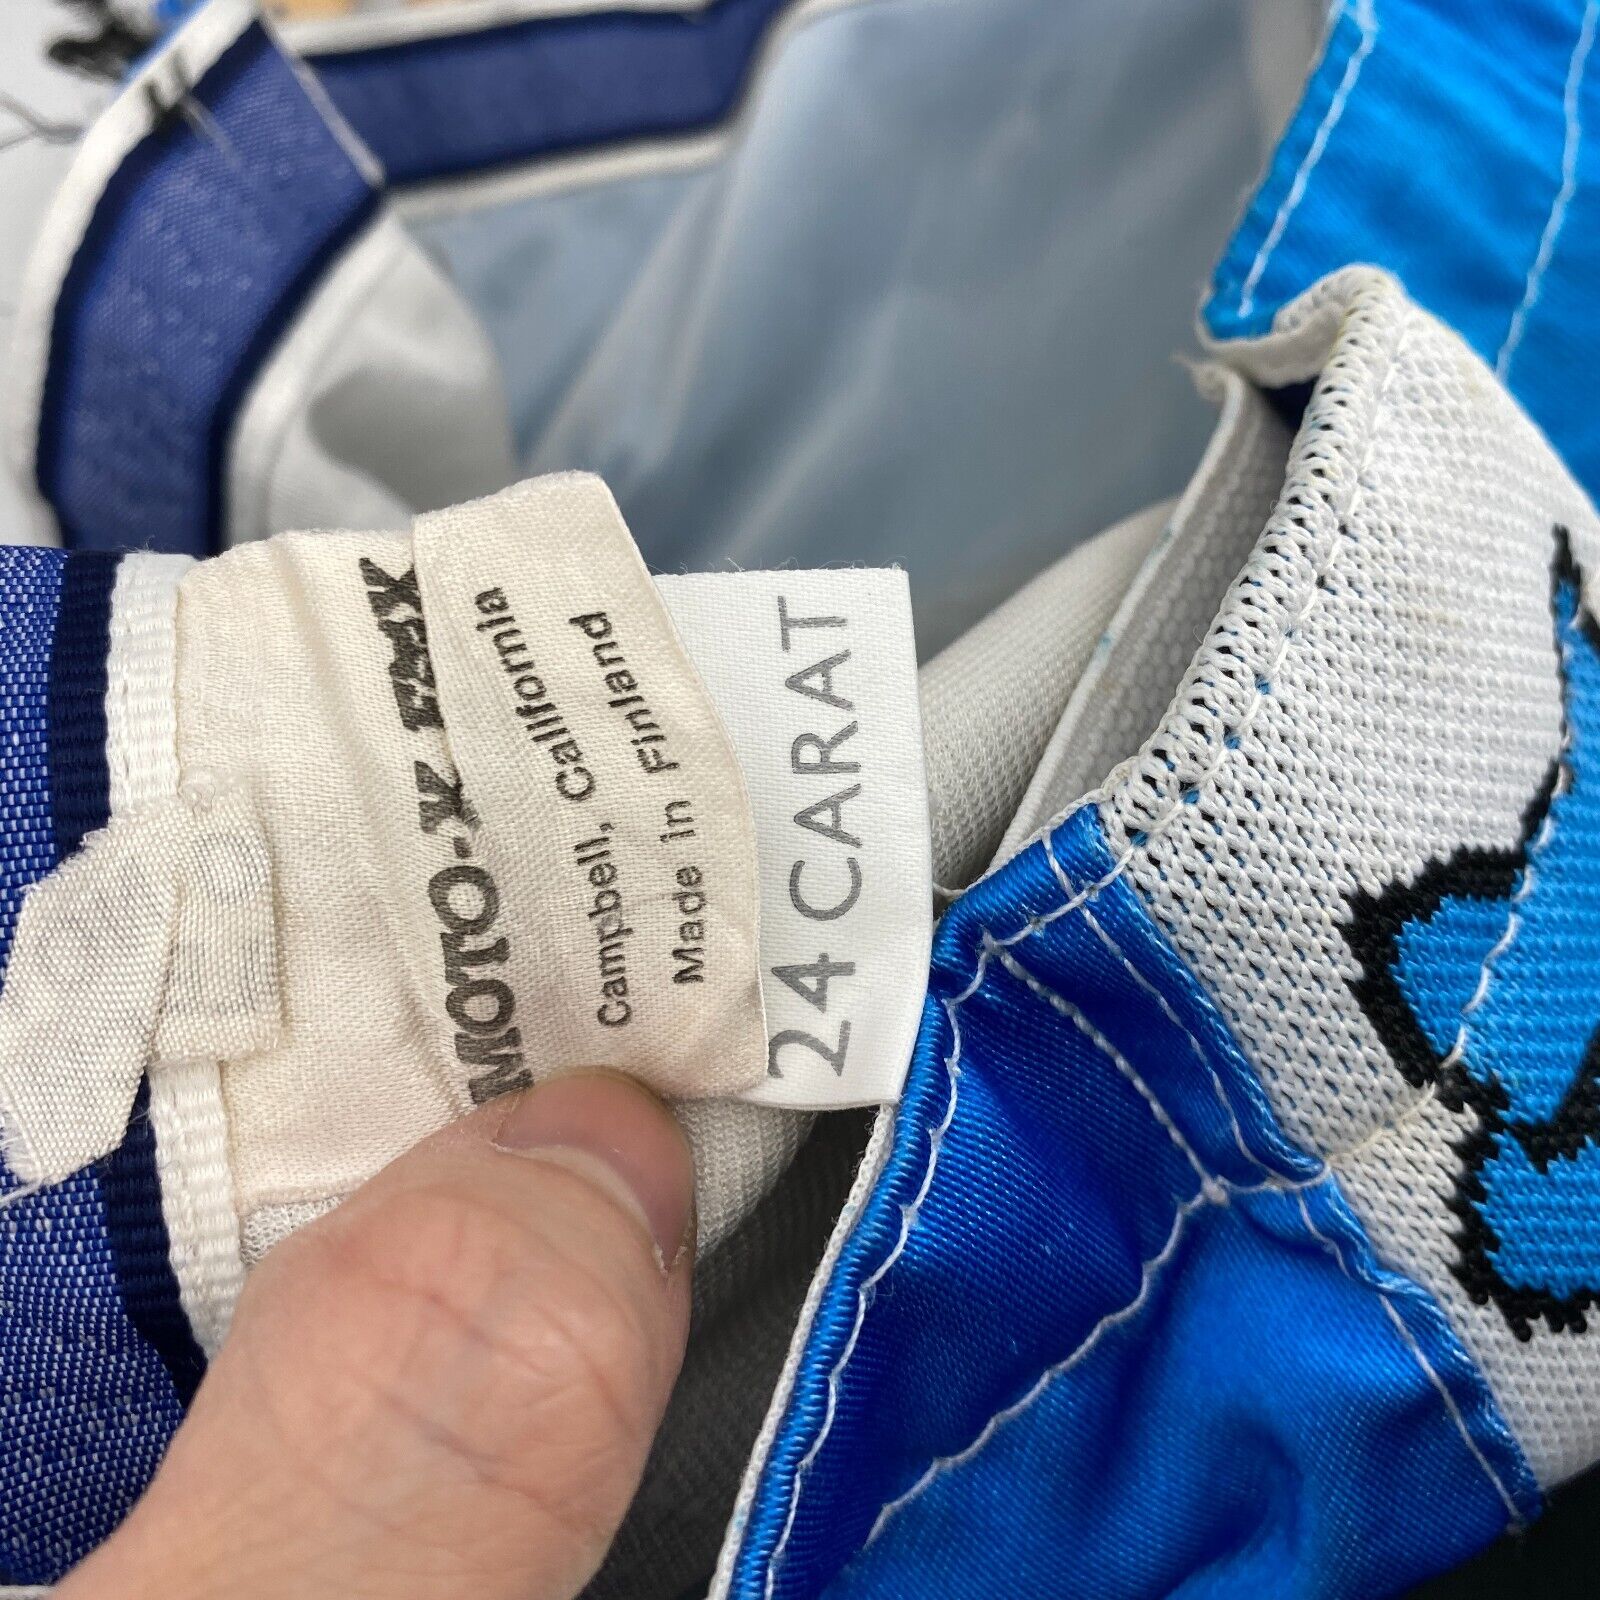 MOTO-X FOX
Campbell, California
Made in Finland
24 CARAT